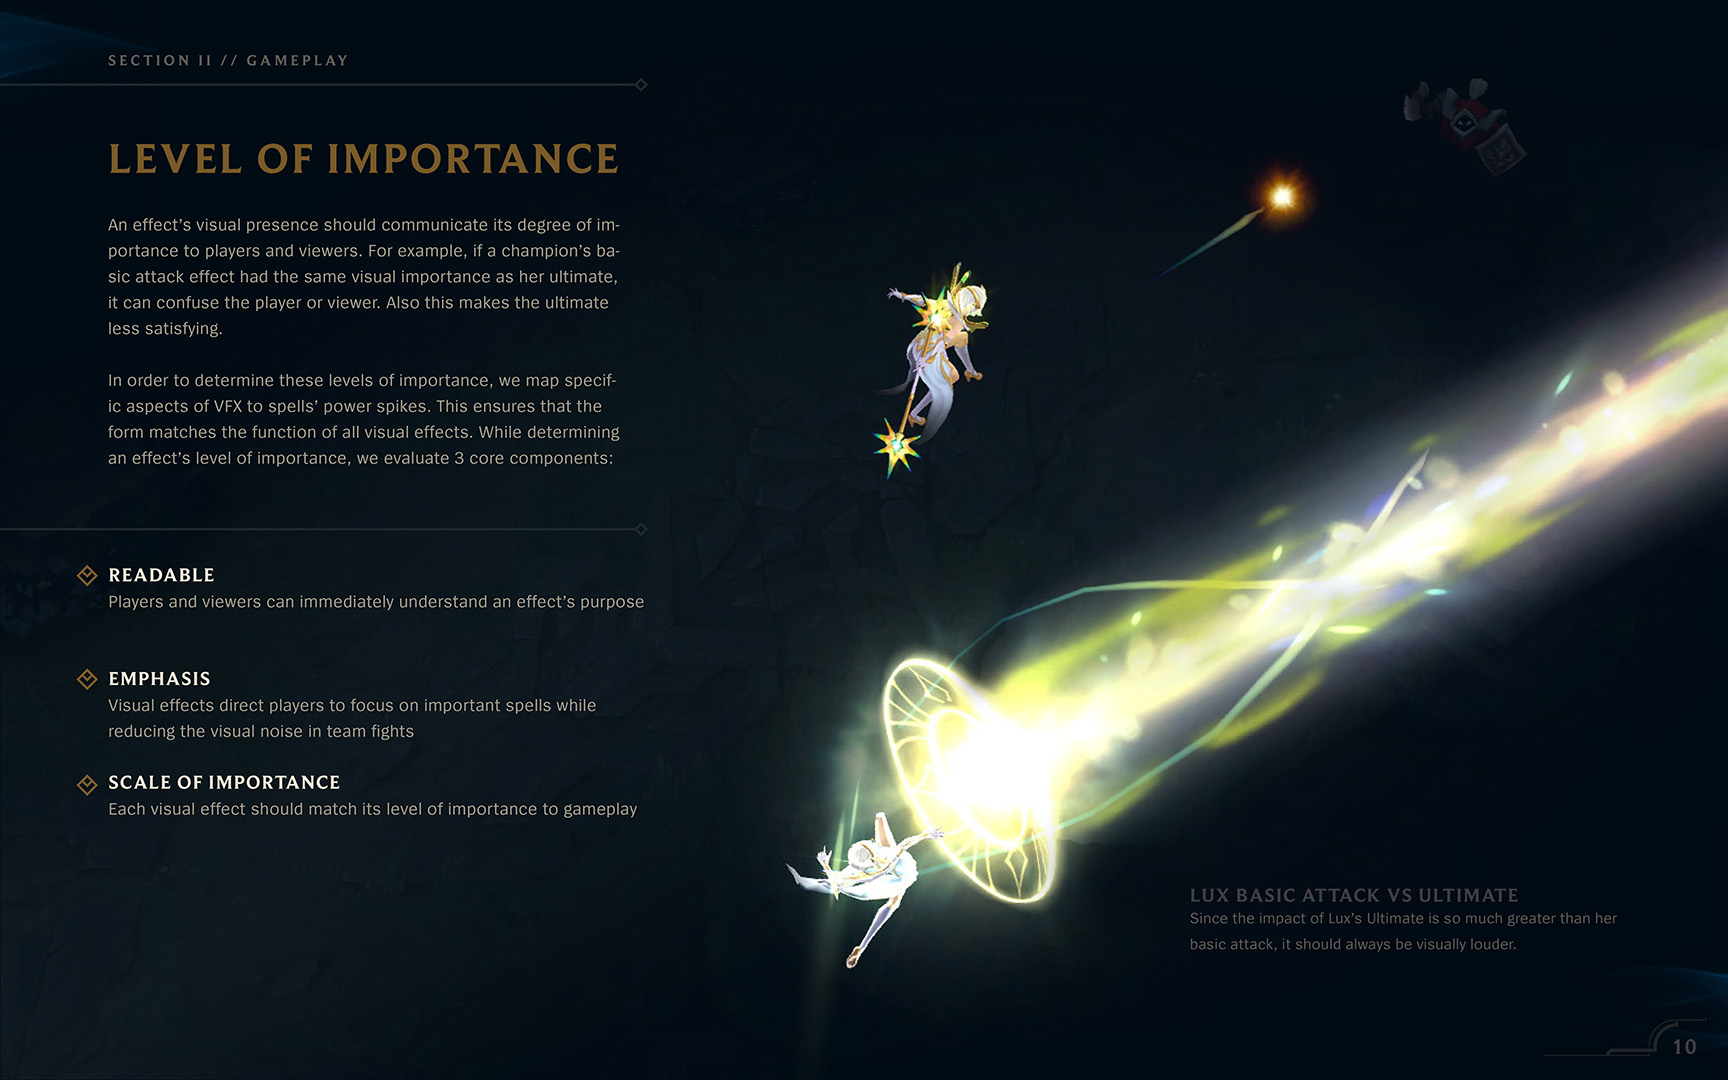 SECTION II // GAMEPLAY
LEVEL OF IMPORTANCE
An effect's visual presence should communicate its degree of im-
portance to players and viewers. For example, if a champion's ba-
sic attack effect had the same visual importance as her ultimate,
it can confuse the player or viewer. Also this makes the ultimate
less satisfying.
In order to determine these levels of importance, we map specif-
ic aspects of VFX to spells' power spikes. This ensures that the
form matches the function of all visual effects. While determining
an effect's level of importance, we evaluate 3 core components:
READABLE
Players and viewers can immediately understand an effect's purpose
EMPHASIS
Visual effects direct players to focus on important spells while
reducing the visual noise in team fights
SCALE OF IMPORTANCE
Each visual effect should match its level of importance to gameplay
LUX BASIC ATTACK VS ULTIMATE
Since the impact of Lux's Ultimate is so much greater than her
basic attack, it should always be visually louder.
10